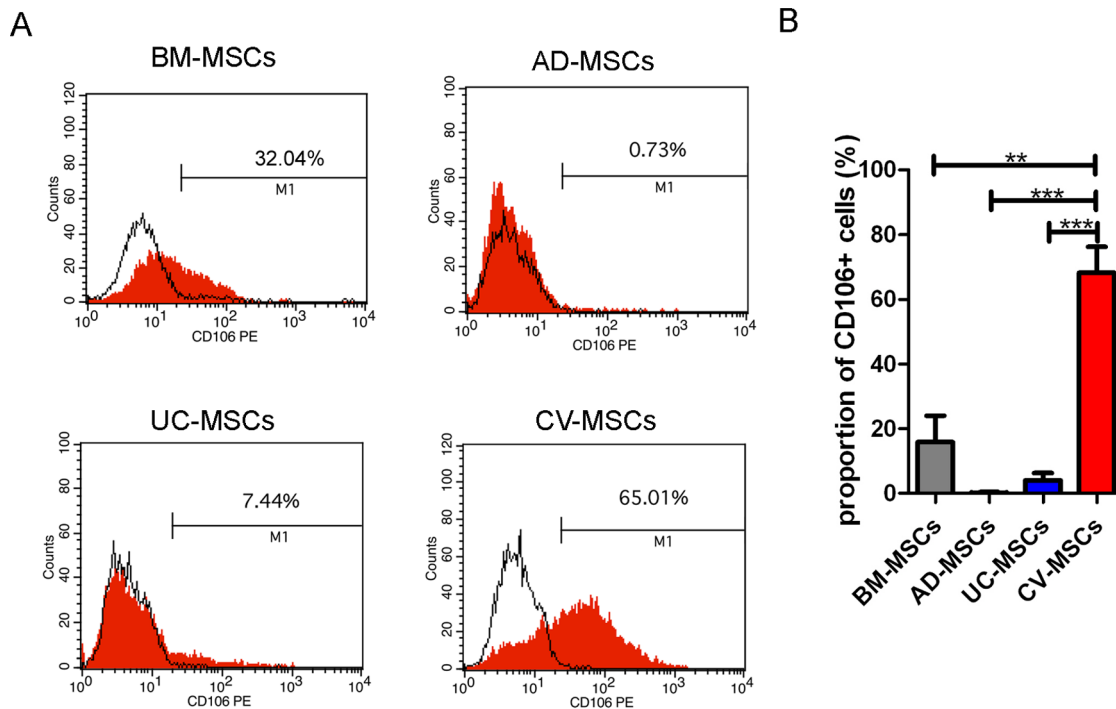 A
B
BM-MSCs
120
100
80
60
40
20
0
Counts
32.04%
M1
10^0 10^1 10^2 10^3 10^4
CD106 PE
AD-MSCs
100
80
60
40
20
0
Counts
0.73%
M1
10^0 10^1 10^2 10^3 10^4
CD106 PE
UC-MSCs
100
80
60
40
20
0
Counts
7.44%
M1
10^0 10^1 10^2 10^3 10^4
CD106 PE
CV-MSCs
120
100
80
60
40
20
0
Counts
65.01%
M1
10^0 10^1 10^2 10^3 10^4
CD106 PE
proportion of CD106+ cells (%)
100
80
60
40
20
0
**
***
***
BM-MSCs
AD-MSCs
UC-MSCs
CV-MSCs